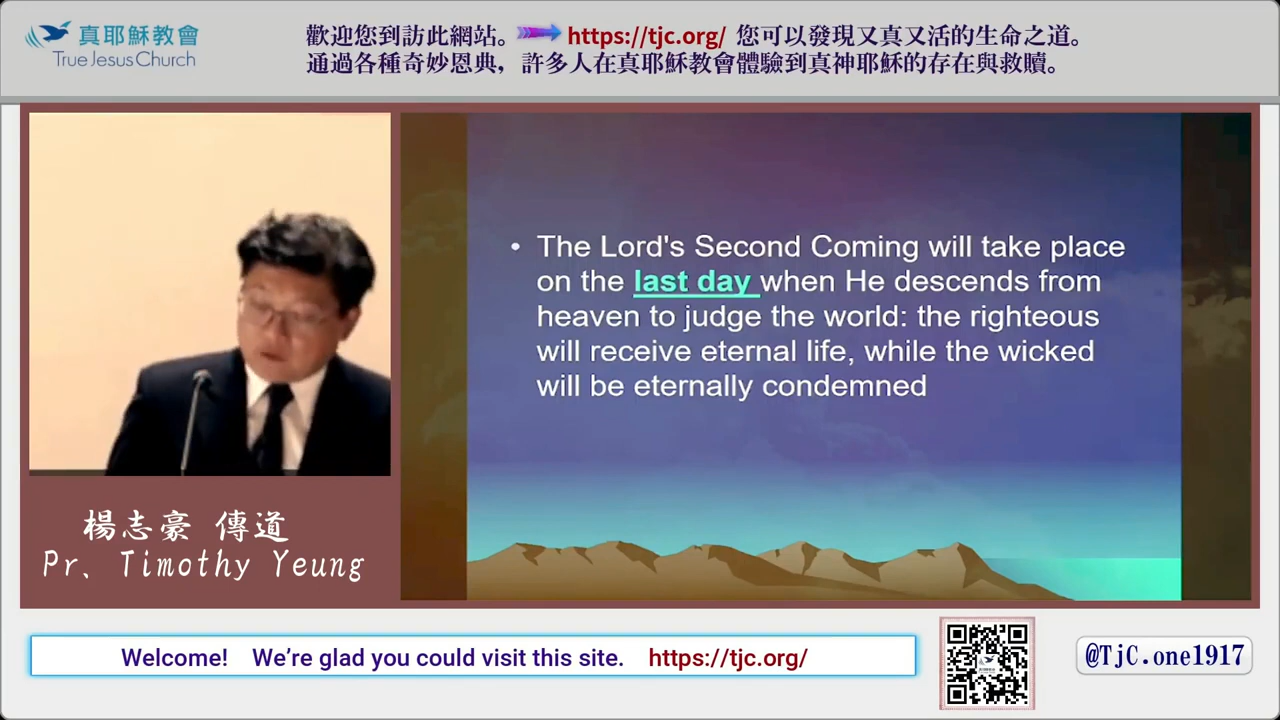 真耶穌教會
True Jesus Church
歡迎您到訪此網站。 https://tjc.org/ 您可以發現又真又活的生命之道。
通過各種奇妙恩典，許多人在真耶穌教會體驗到真神耶穌的存在與救贖。
• The Lord's Second Coming will take place
on the last day when He descends from
heaven to judge the world: the righteous
will receive eternal life, while the wicked
will be eternally condemned
楊志豪 傳道
Pr. Timothy Yeung
Welcome! We’re glad you could visit this site. https://tjc.org/
@TjC.one1917